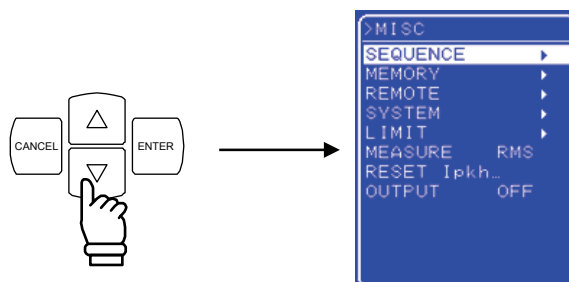 CANCEL
ENTER
>MISC
SEQUENCE
MEMORY
REMOTE
SYSTEM
LIMIT
MEASURE RMS
RESET Ipkh…
OUTPUT OFF